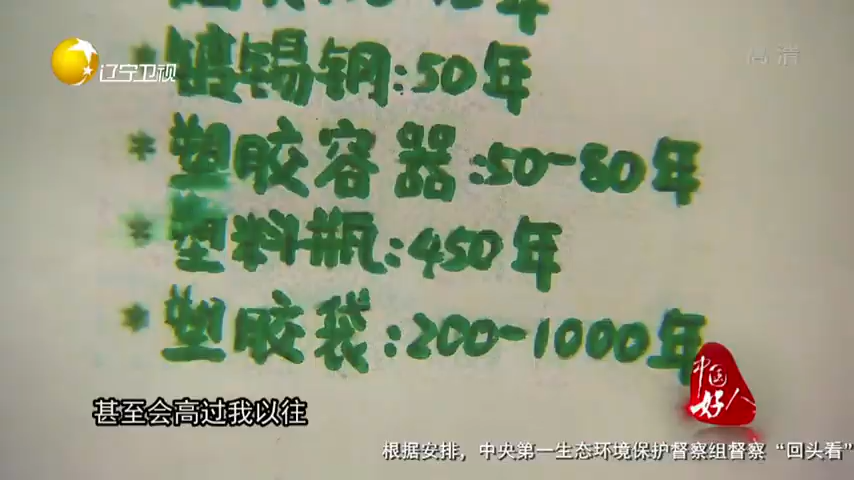 年
辽宁卫视
高清
*镀锡钢:50年
*塑胶容器:50-80年
*塑料瓶:450年
*塑胶袋:200-1000年
中国
好人
甚至会高过我以往
根据安排，中央第一生态环境保护督察组督察“回头看”